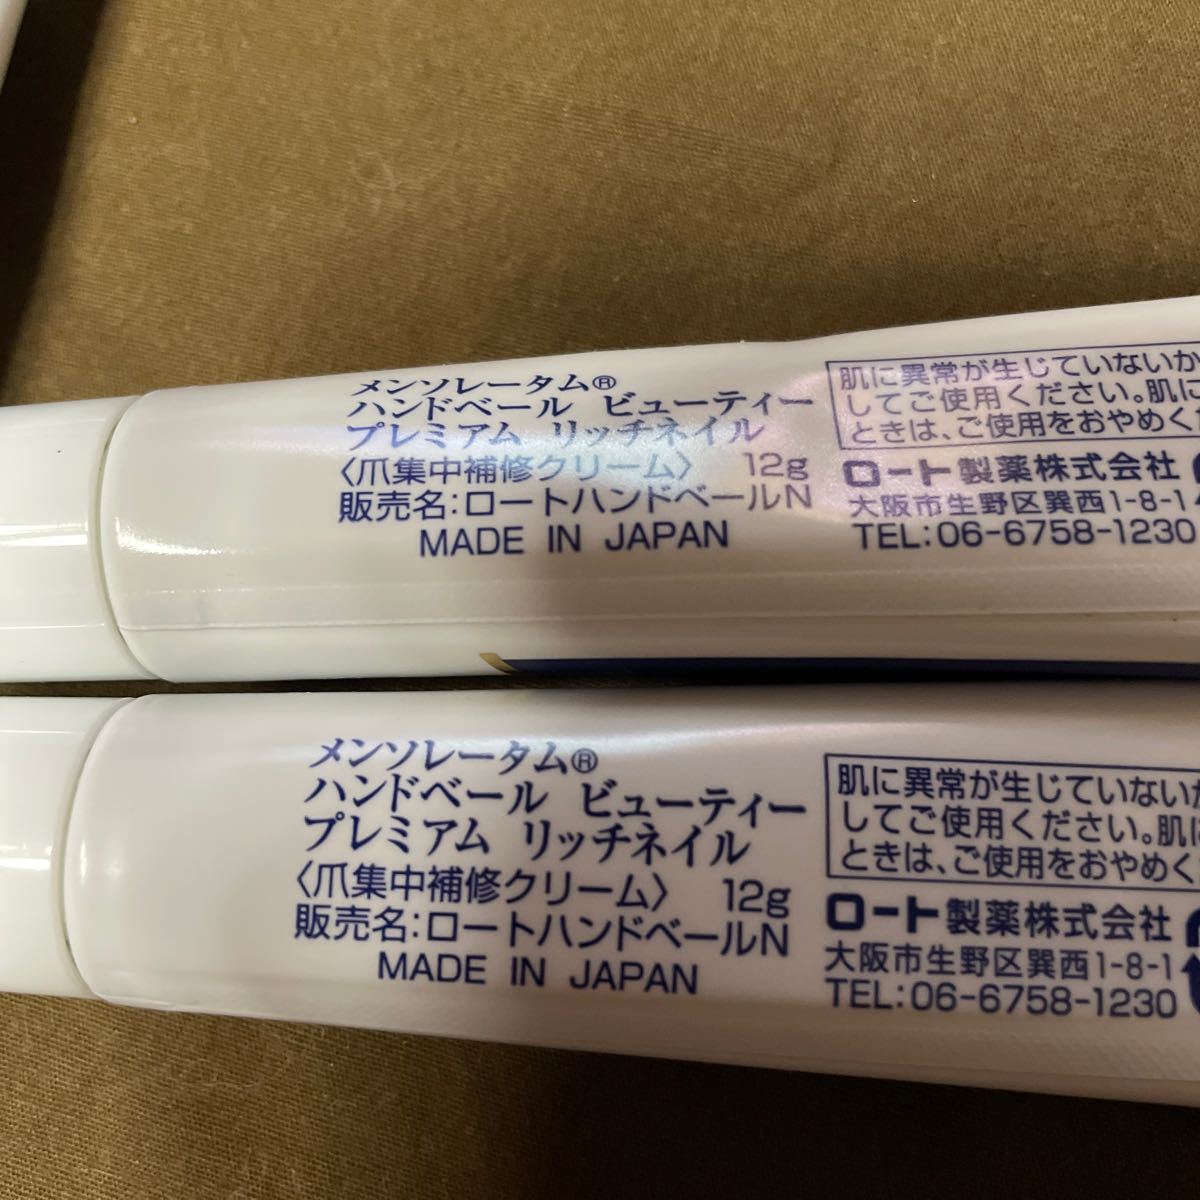 メンソレータム®
ハンドベール ビューティー
プレミアム リッチネイル
〈爪集中補修クリーム〉 12g
販売名:ロートハンドベールN
MADE IN JAPAN
肌に異常が生じていないか
してご使用ください。肌に
ときは、ご使用をおやめくだ
ロート製薬株式会社
大阪市生野区巽西1-8-1
TEL:06-6758-1230
メンソレータム®
ハンドベール ビューティー
プレミアム リッチネイル
〈爪集中補修クリーム〉 12g
販売名:ロートハンドベールN
MADE IN JAPAN
肌に異常が生じていないか
してご使用ください。肌に
ときは、ご使用をおやめく
ロート製薬株式会社
大阪市生野区巽西1-8-1
TEL:06-6758-1230